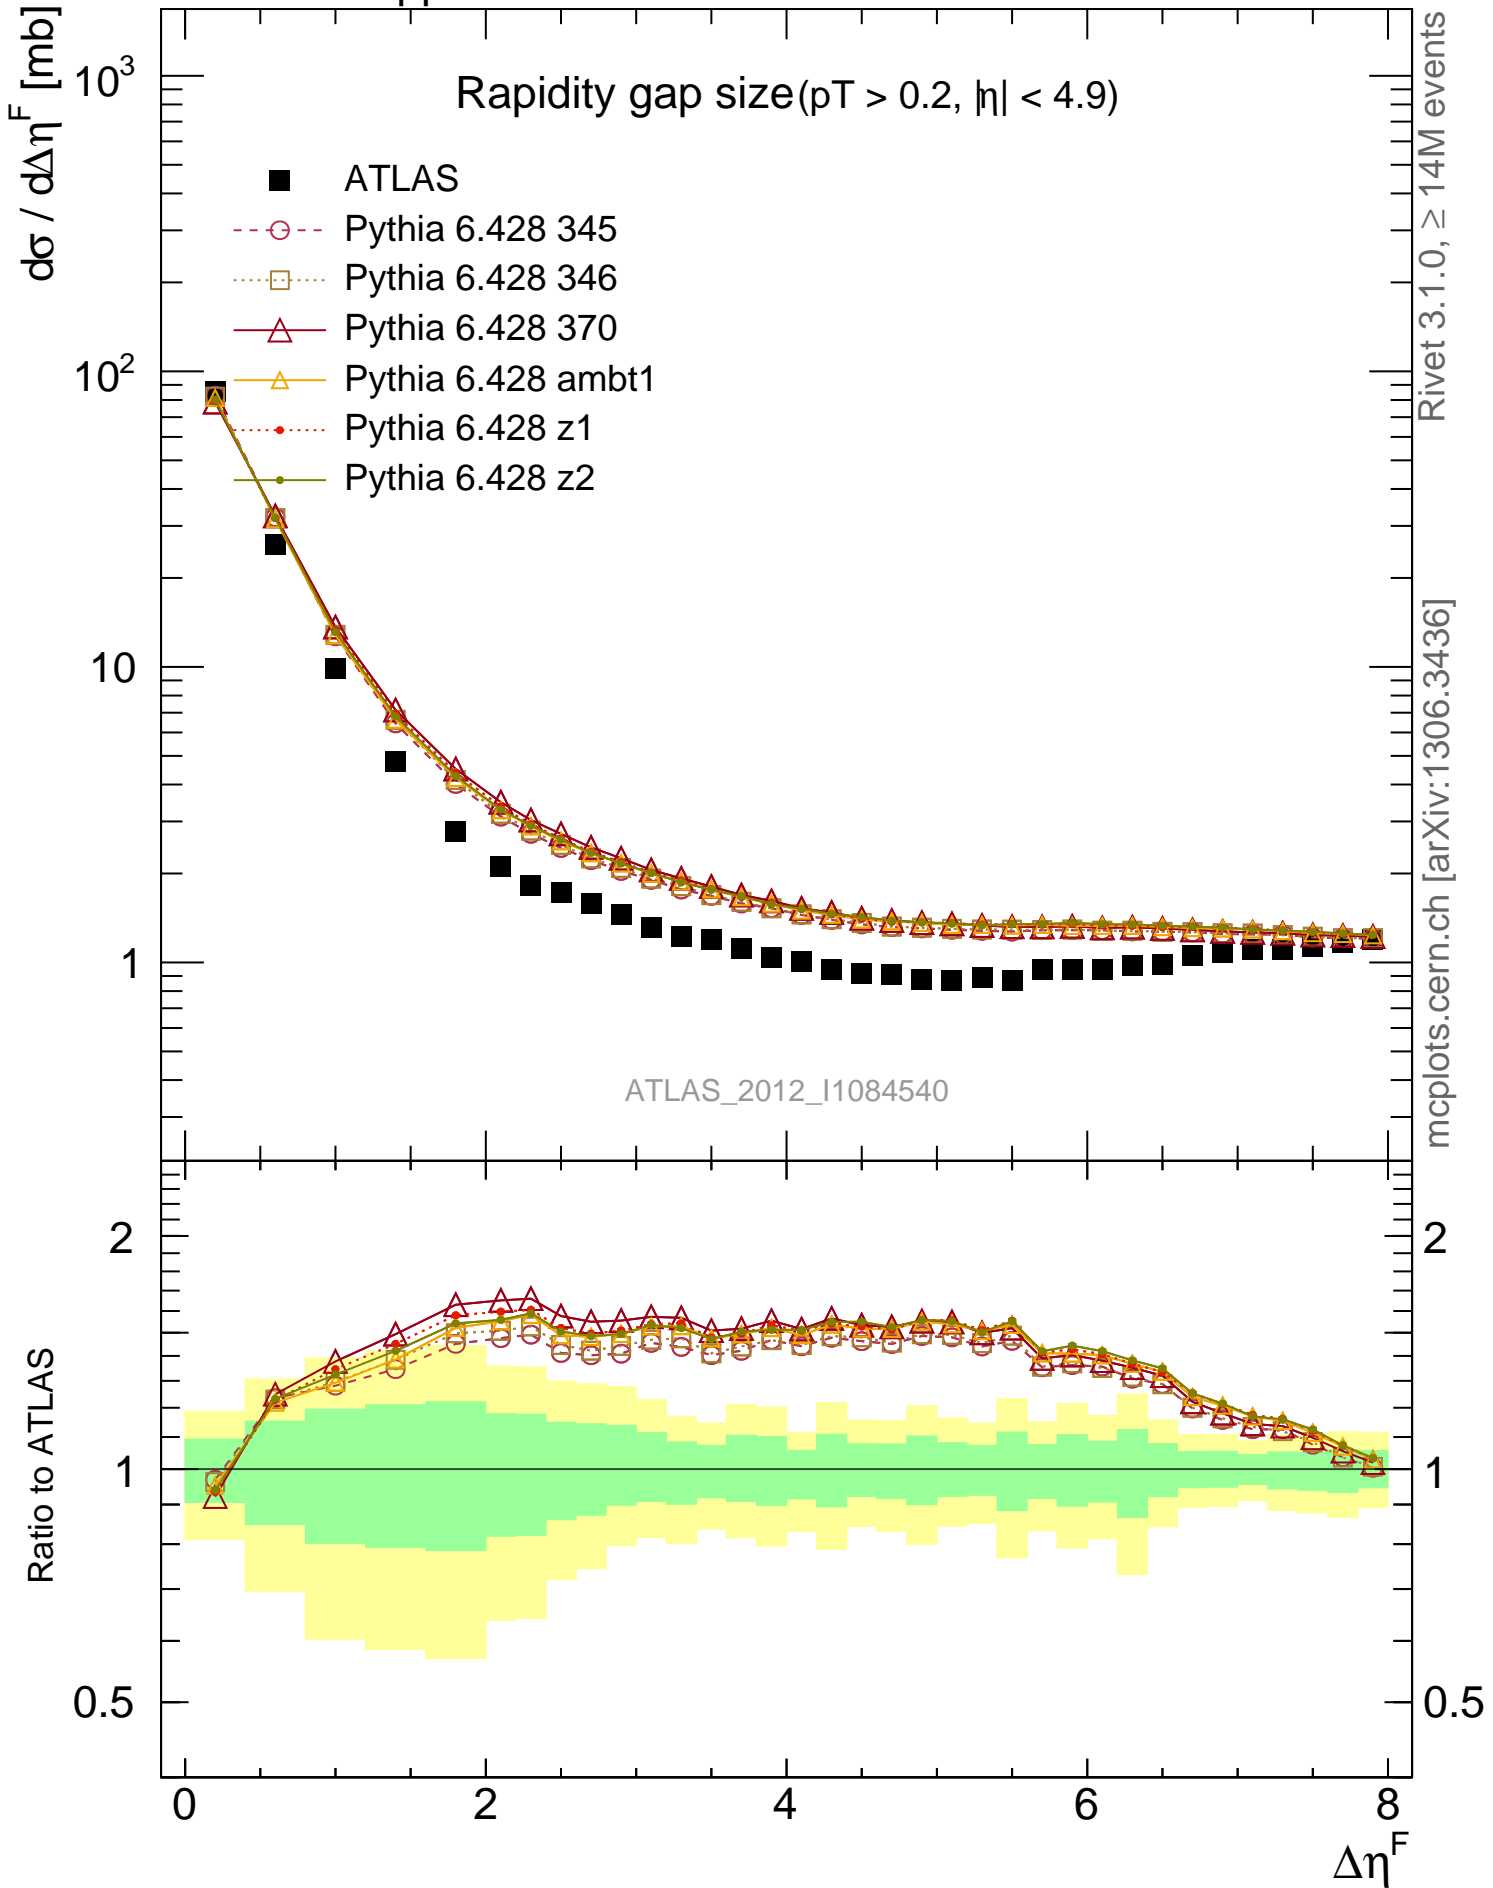 pp
dσ / dΔη^F [mb]
Rapidity gap size (pT > 0.2, |η| < 4.9)
ATLAS
Pythia 6.428 345
Pythia 6.428 346
Pythia 6.428 370
Pythia 6.428 ambt1
Pythia 6.428 z1
Pythia 6.428 z2
10^3
10^2
10
1
ATLAS_2012_I1084540
Rivet 3.1.0, ≥ 14M events
mcplots.cern.ch [arXiv:1306.3436]
Ratio to ATLAS
2
1
0.5
2
1
0.5
0
2
4
6
8
Δη^F